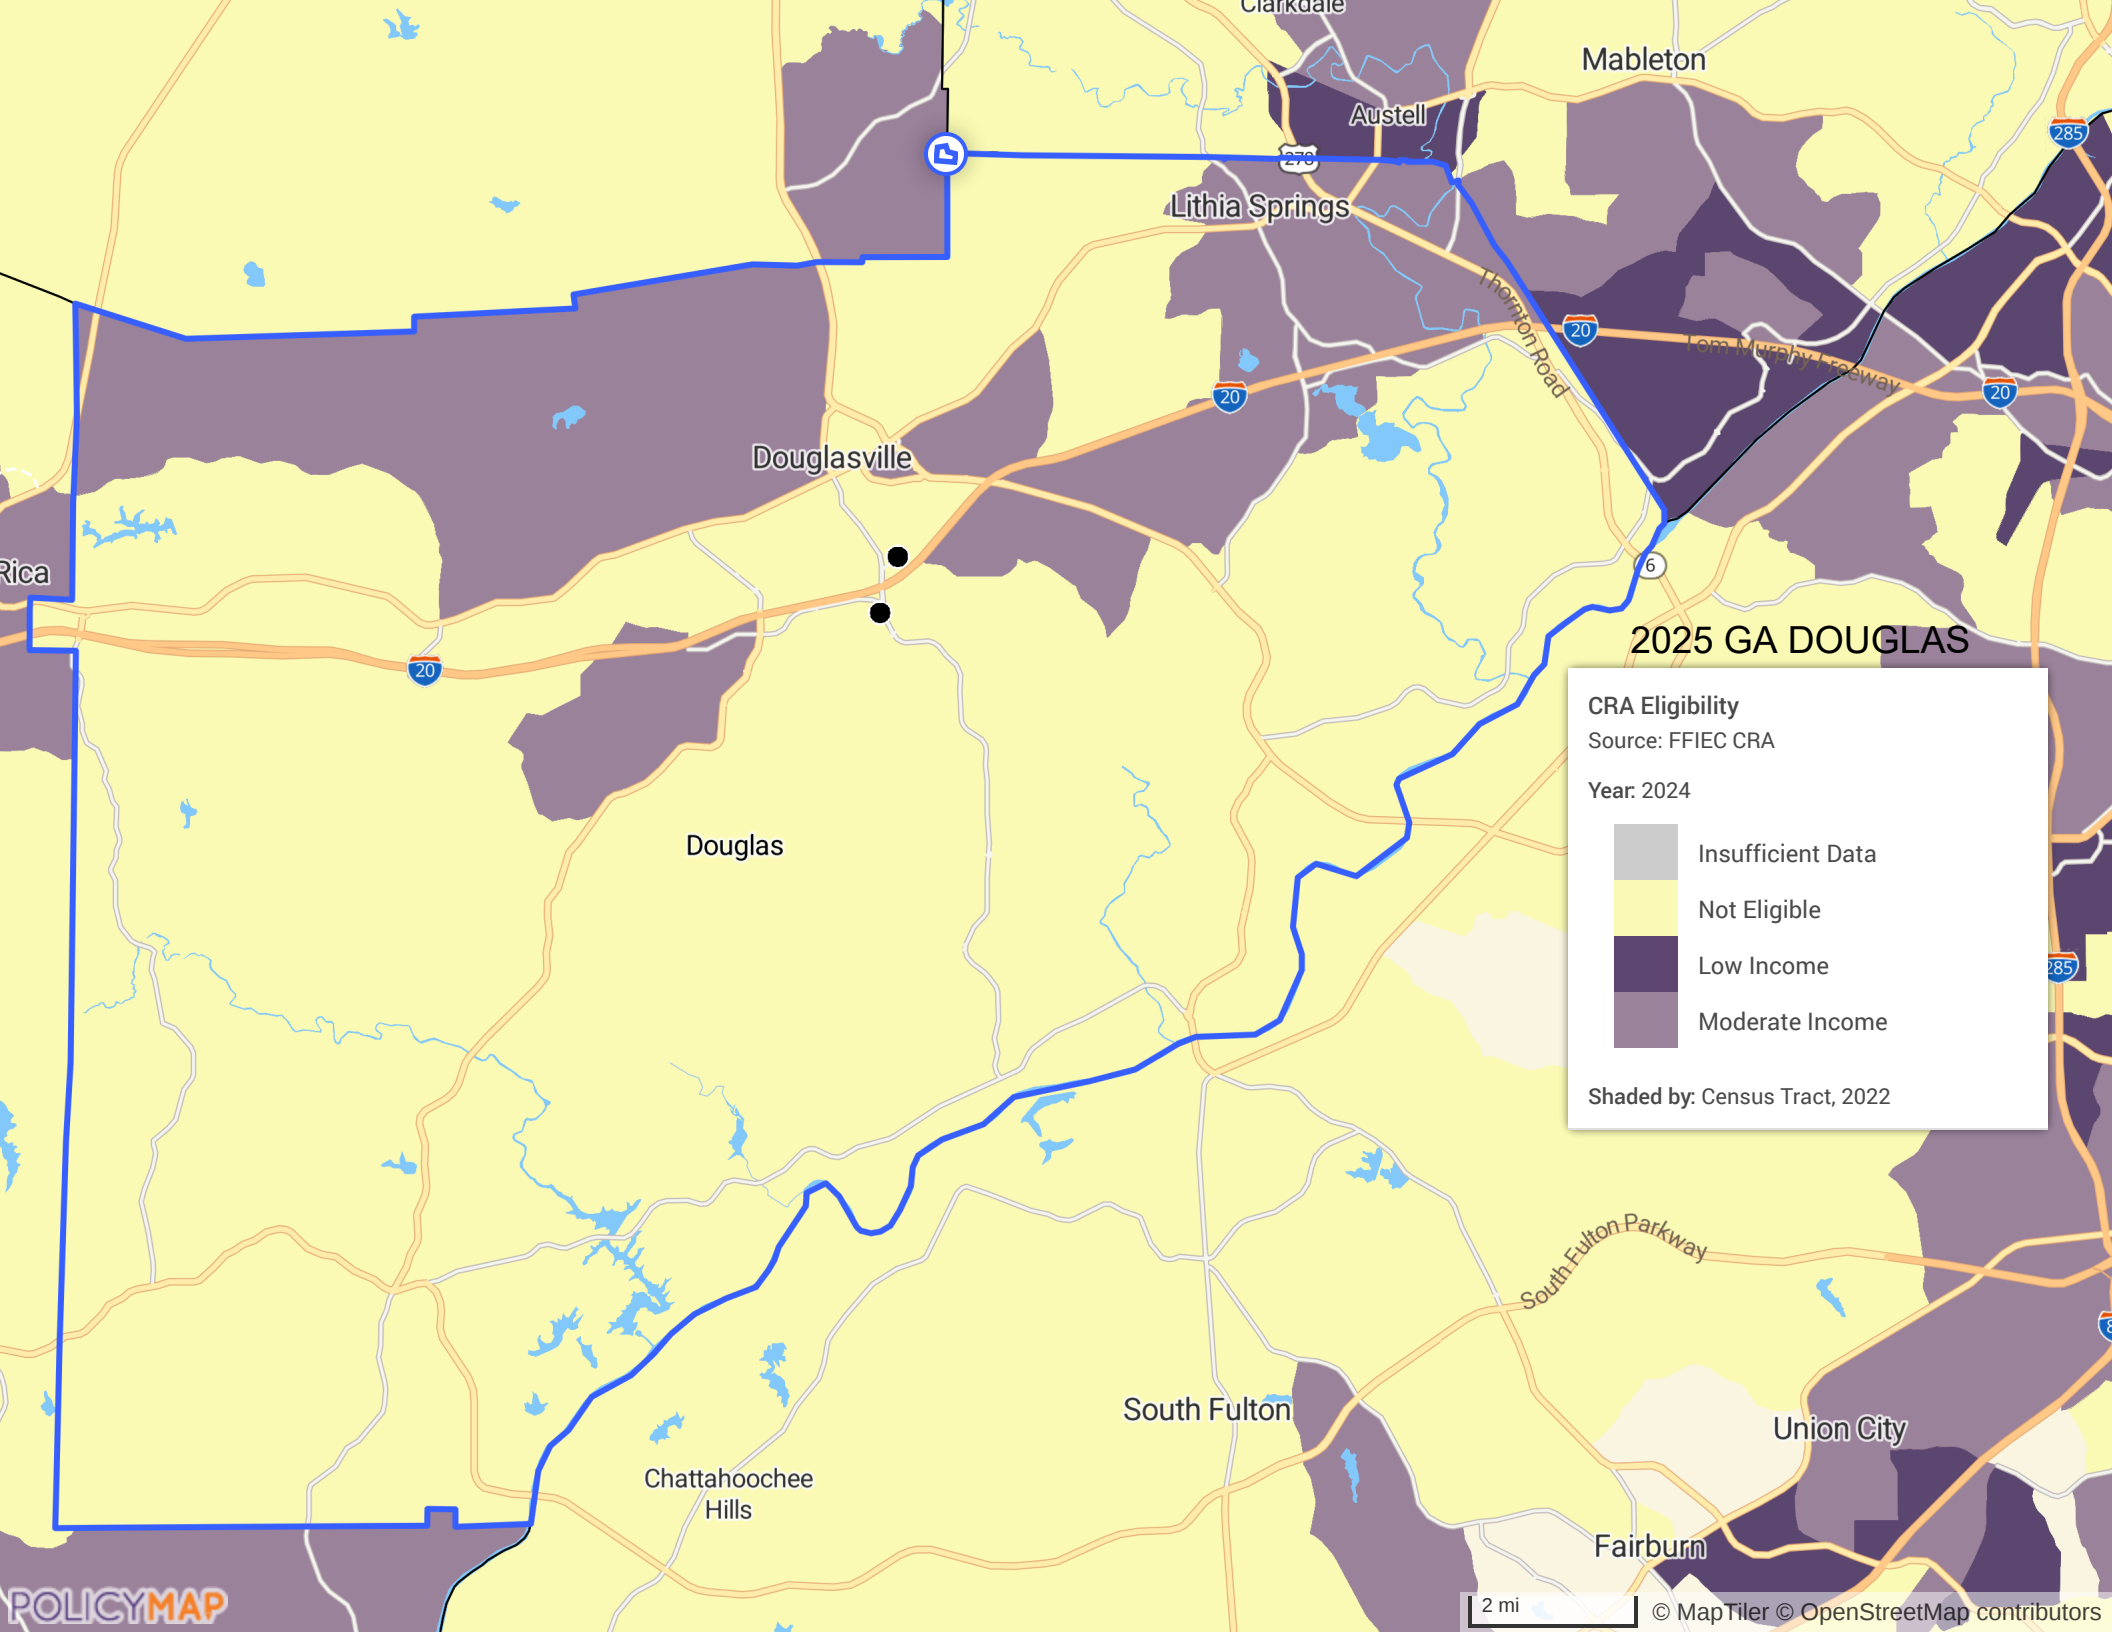 Clarkdale
Mableton
Austell
285
278
Lithia Springs
Thornton Road
20
Tom Murphy Freeway
20
20
Douglasville
Rica
6
20
2025 GA DOUGLAS
CRA Eligibility
Source: FFIEC CRA
Year: 2024
Insufficient Data
Not Eligible
Low Income
Moderate Income
Shaded by: Census Tract, 2022
Douglas
285
South Fulton Parkway
8
South Fulton
Union City
Chattahoochee
Hills
Fairburn
POLICYMAP
2 mi
© MapTiler © OpenStreetMap contributors